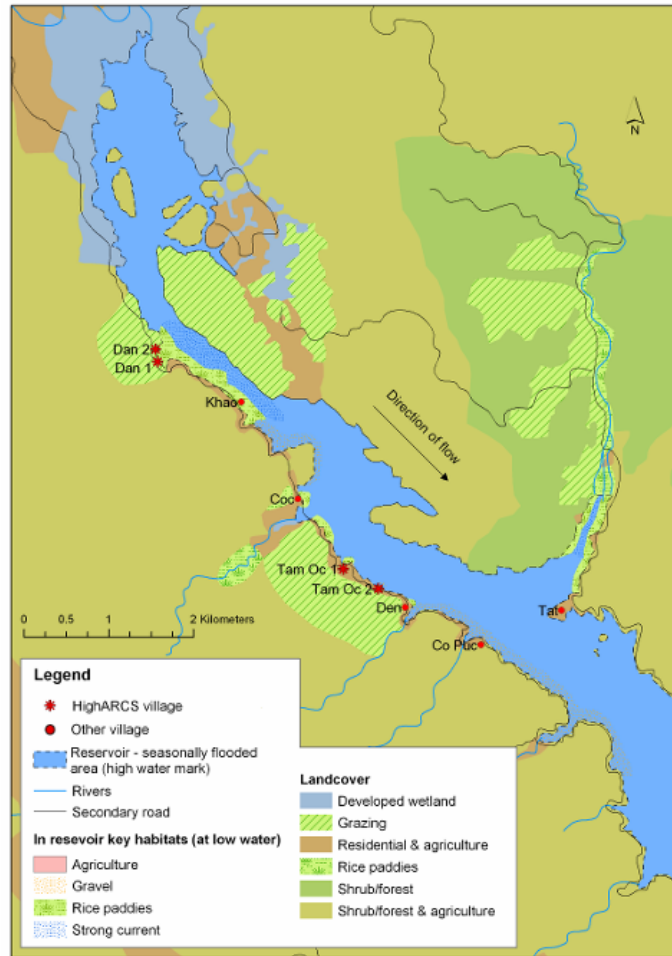 N
Dan 2
Dan 1
Khao
Direction of flow
Coc
Tam Oc 1
Tam Oc 2
Den
Tat
Co Puc
0 0.5 1 2 Kilometers
Legend
HighARCS village
Other village
Reservoir - seasonally flooded
area (high water mark)
Rivers
Secondary road
In resevoir key habitats (at low water)
Agriculture
Gravel
Rice paddies
Strong current
Landcover
Developed wetland
Grazing
Residential & agriculture
Rice paddies
Shrub/forest
Shrub/forest & agriculture